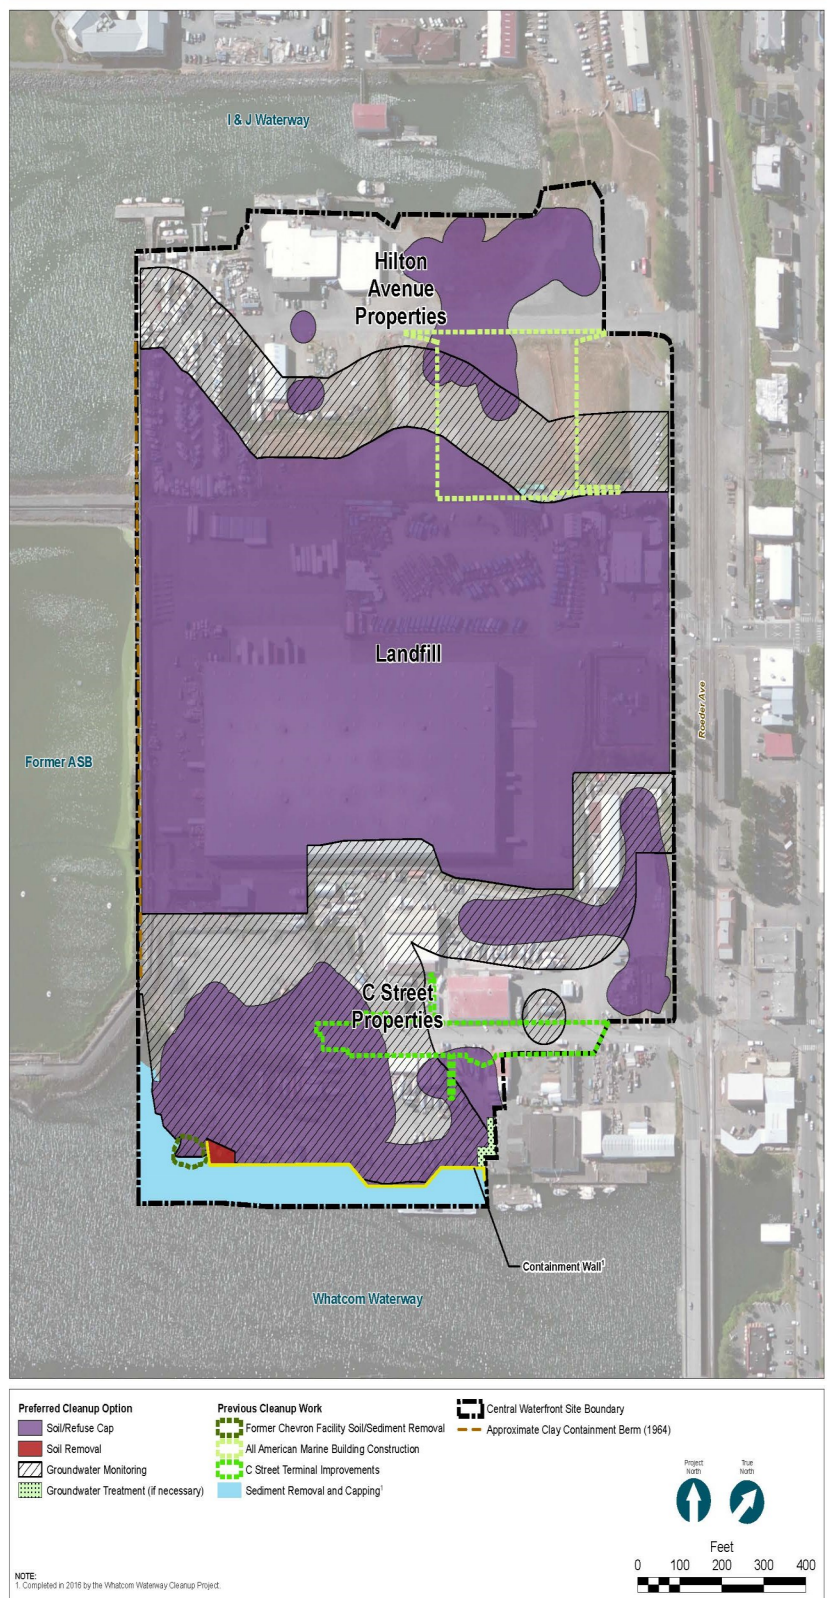 I & J Waterway
Hilton
Avenue
Properties
Landfill
Roeder Ave
Former ASB
C Street
Properties
Containment Wall¹
Whatcom Waterway
Preferred Cleanup Option
Soil/Refuse Cap
Soil Removal
Groundwater Monitoring
Groundwater Treatment (if necessary)
Previous Cleanup Work
Former Chevron Facility Soil/Sediment Removal
All American Marine Building Construction
C Street Terminal Improvements
Sediment Removal and Capping¹
Central Waterfront Site Boundary
Approximate Clay Containment Berm (1964)
Project
North
True
North
Feet
0 100 200 300 400
NOTE:
1. Completed in 2016 by the Whatcom Waterway Cleanup Project.